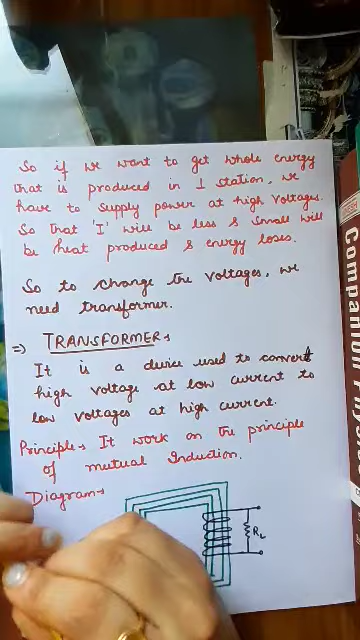 So if we want to get whole energy
that is produced in 1 station, we
have to supply power at high voltages.
So that 'I' will be less & small will
be heat produced & energy loses.
So to change the voltages, we
need transformer.
=> TRANSFORMER→
It is a device used to convert
high voltage at low current to
low voltages at high current.
Principle→ It work on the principle
of mutual Induction.
Diagram→
RL